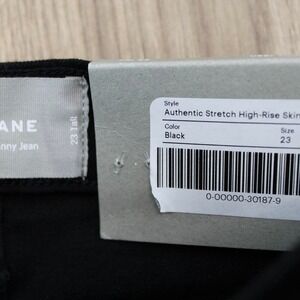 ANE
nny Jean
23 Tall
Style
Authentic Stretch High-Rise Skin
Color Size
Black 23
0-00000-30187-9